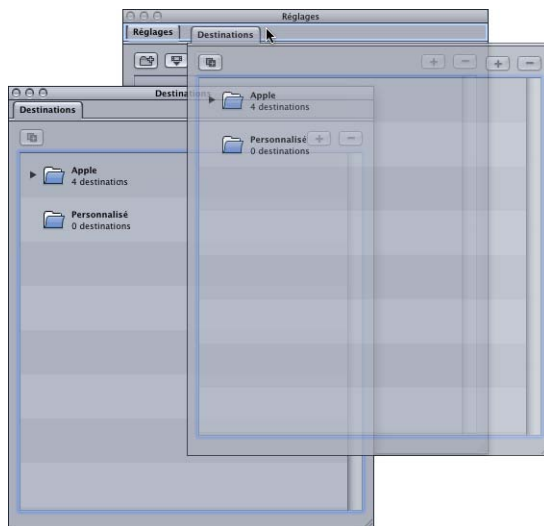 Réglages
Réglages
Destinations
Destinations
Destinations
Apple
4 destinations
Personnalisé
0 destinations
Apple
4 destinations
Personnalisé
0 destinations